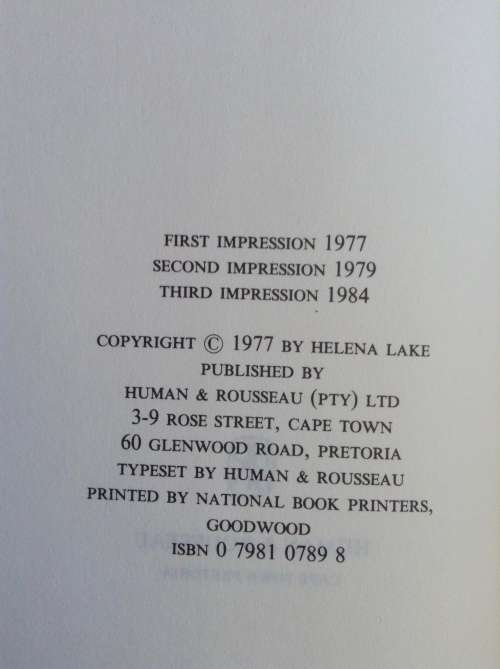 FIRST IMPRESSION 1977
SECOND IMPRESSION 1979
THIRD IMPRESSION 1984
COPYRIGHT © 1977 BY HELENA LAKE
PUBLISHED BY
HUMAN & ROUSSEAU (PTY) LTD
3-9 ROSE STREET, CAPE TOWN
60 GLENWOOD ROAD, PRETORIA
TYPESET BY HUMAN & ROUSSEAU
PRINTED BY NATIONAL BOOK PRINTERS,
GOODWOOD
ISBN 0 7981 0789 8